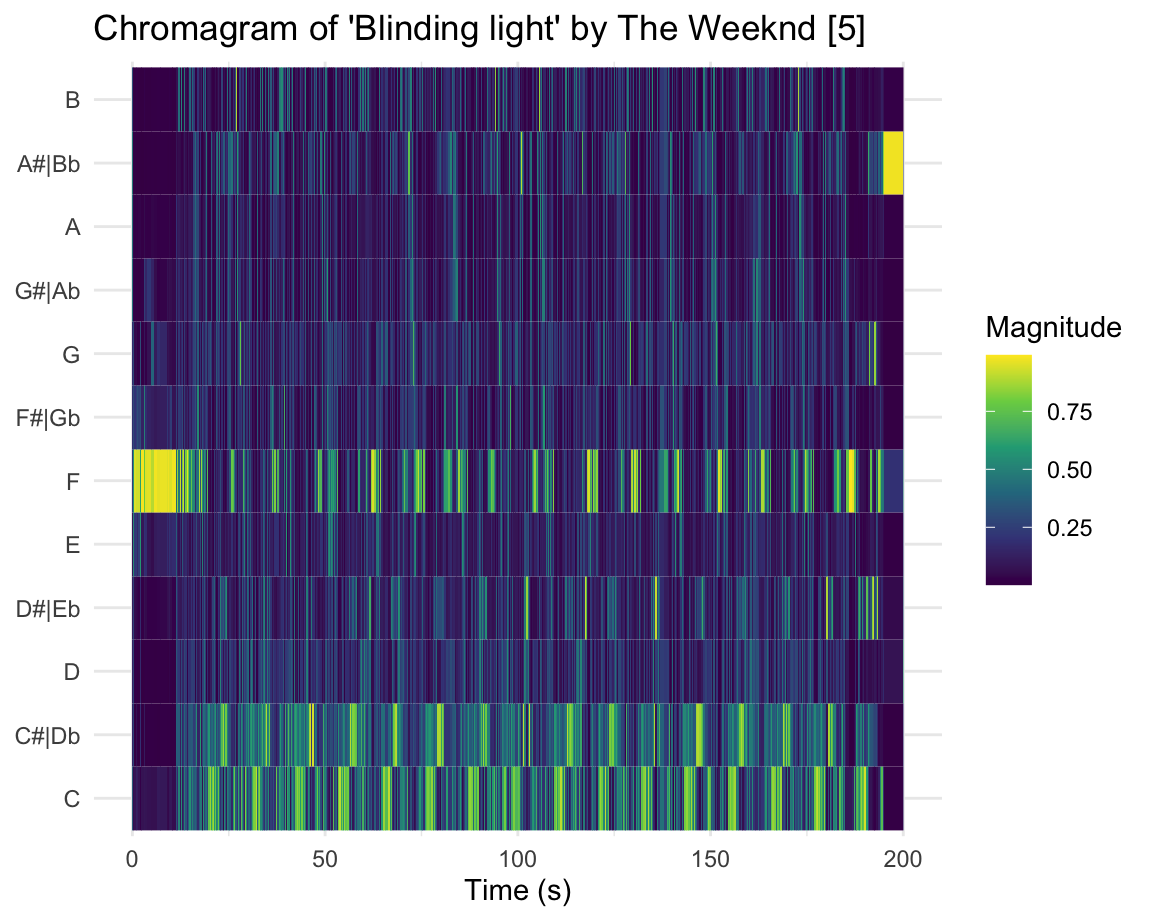 Chromagram of 'Blinding light' by The Weeknd [5]
B
A#|Bb
A
G#|Ab
G
F#|Gb
F
E
D#|Eb
D
C#|Db
C
0
50
100
150
200
Time (s)
Magnitude
0.75
0.50
0.25